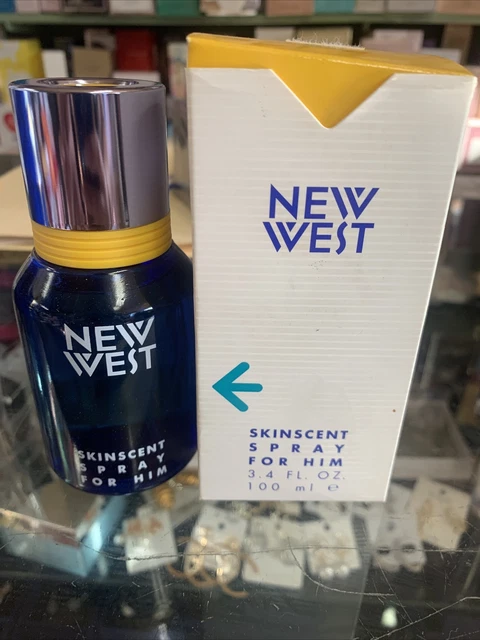 NEW
WEST
SKINSCENT
SPRAY
FOR HIM
NEW
WEST
SKINSCENT
SPRAY
FOR HIM
3.4 FL. OZ.
100 ml e